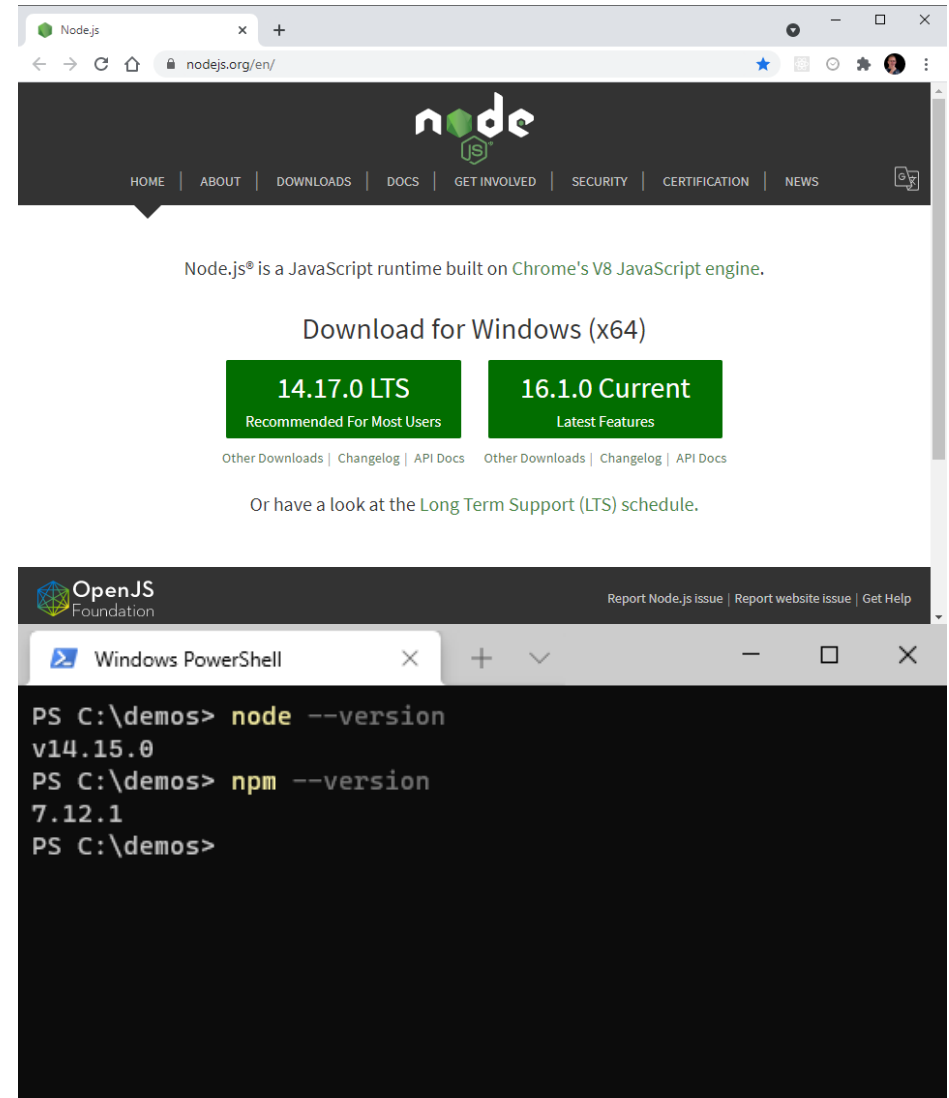 Node.js
nodejs.org/en/
node
JS
HOME | ABOUT | DOWNLOADS | DOCS | GET INVOLVED | SECURITY | CERTIFICATION | NEWS
Node.js® is a JavaScript runtime built on Chrome's V8 JavaScript engine.
Download for Windows (x64)
14.17.0 LTS
Recommended For Most Users
16.1.0 Current
Latest Features
Other Downloads | Changelog | API Docs
Other Downloads | Changelog | API Docs
Or have a look at the Long Term Support (LTS) schedule.
OpenJS
Foundation
Report Node.js issue | Report website issue | Get Help
Windows PowerShell
PS C:\demos> node --version
v14.15.0
PS C:\demos> npm --version
7.12.1
PS C:\demos>